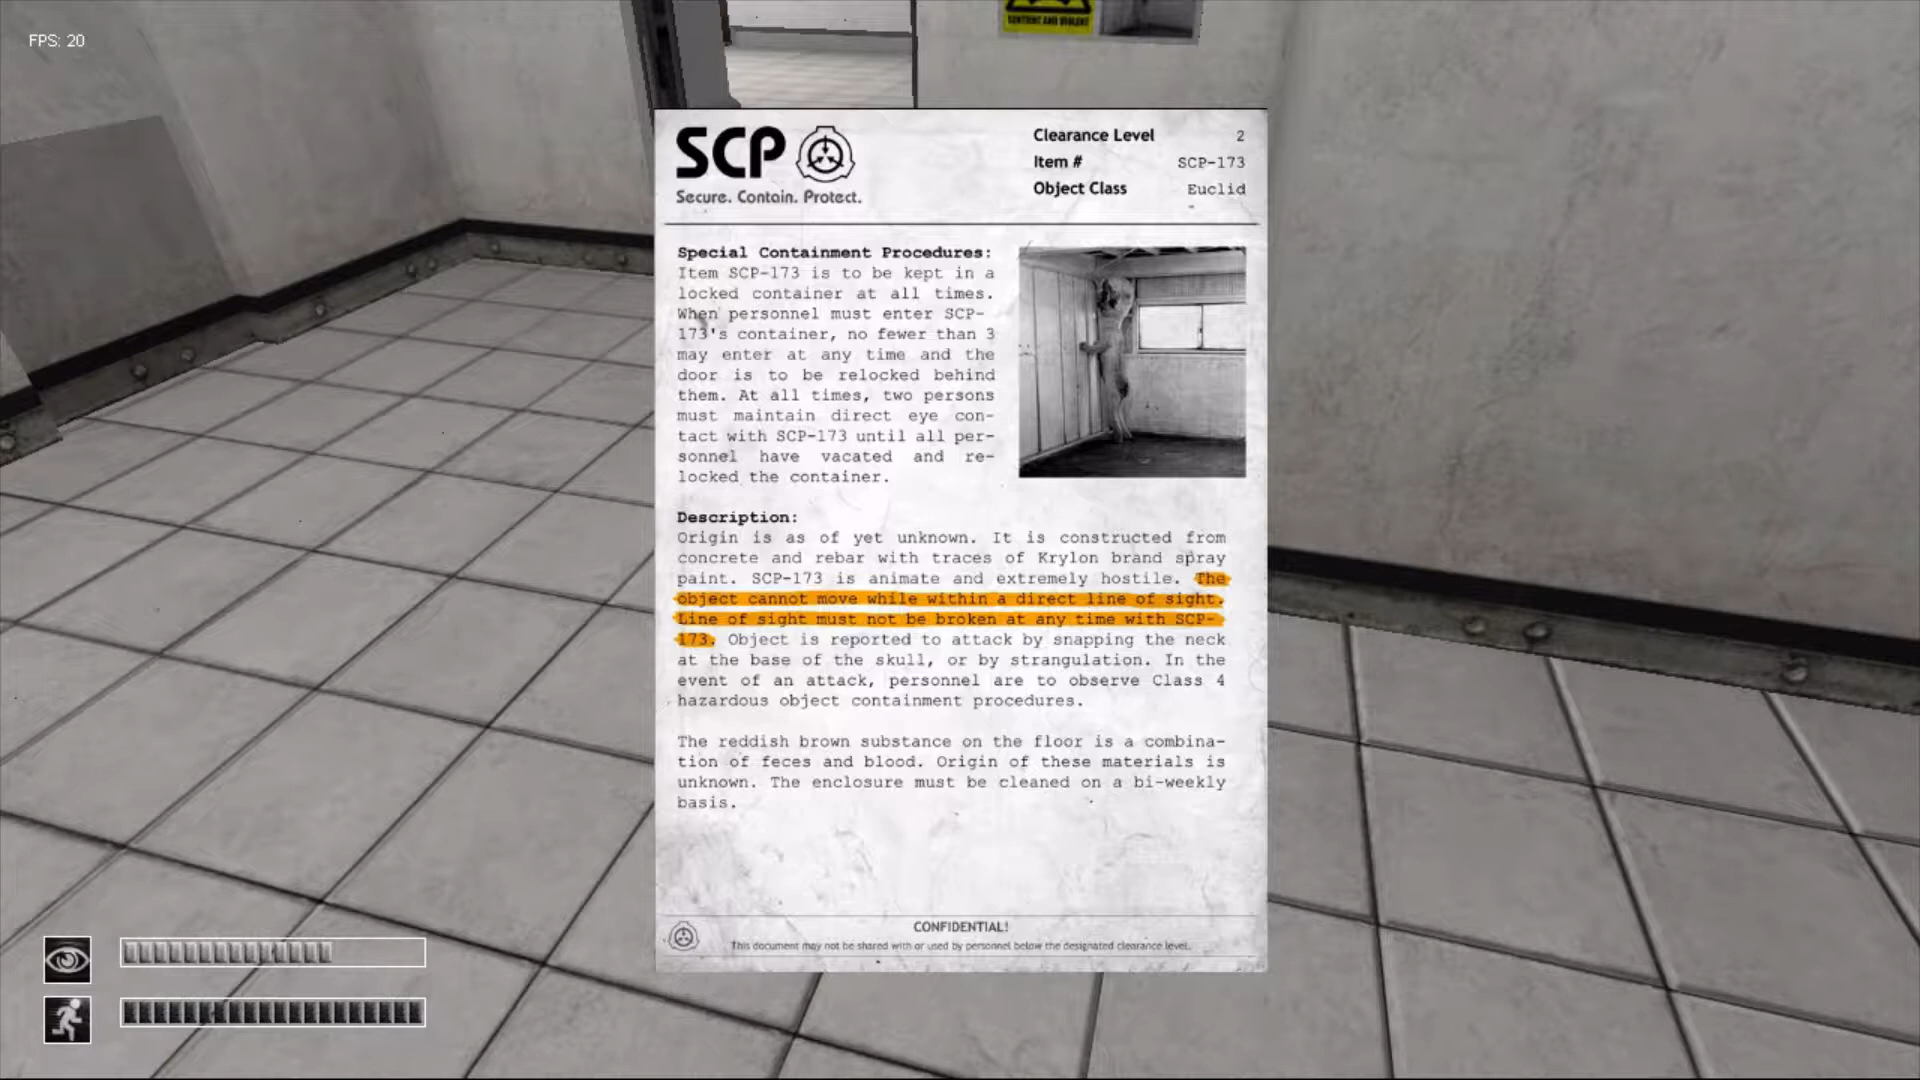 FPS: 20
SENTIENT AND VIOLENT
SCP
Secure. Contain. Protect.
Clearance Level 2
Item # SCP-173
Object Class Euclid
Special Containment Procedures:
Item SCP-173 is to be kept in a
locked container at all times.
When personnel must enter SCP-
173's container, no fewer than 3
may enter at any time and the
door is to be relocked behind
them. At all times, two persons
must maintain direct eye con-
tact with SCP-173 until all per-
sonnel have vacated and re-
locked the container.
Description:
Origin is as of yet unknown. It is constructed from
concrete and rebar with traces of Krylon brand spray
paint. SCP-173 is animate and extremely hostile. The
object cannot move while within a direct line of sight.
Line of sight must not be broken at any time with SCP-
173. Object is reported to attack by snapping the neck
at the base of the skull, or by strangulation. In the
event of an attack, personnel are to observe Class 4
hazardous object containment procedures.
The reddish brown substance on the floor is a combina-
tion of feces and blood. Origin of these materials is
unknown. The enclosure must be cleaned on a bi-weekly
basis.
CONFIDENTIAL!
This document may not be shared with or used by personnel below the designated clearance level.